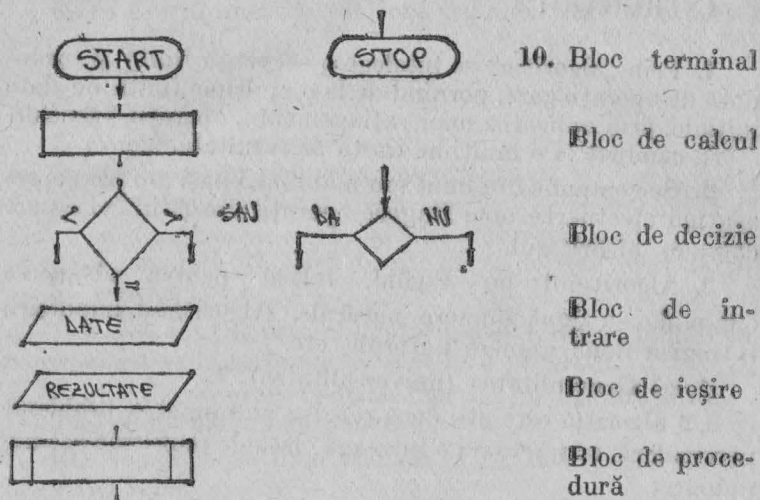 START STOP 10. Bloc terminal
Bloc de calcul
< > SAU DA NU
Bloc de decizie
=
DATE Bloc de in-
trare
REZULTATE Bloc de ieșire
Bloc de proce-
dură